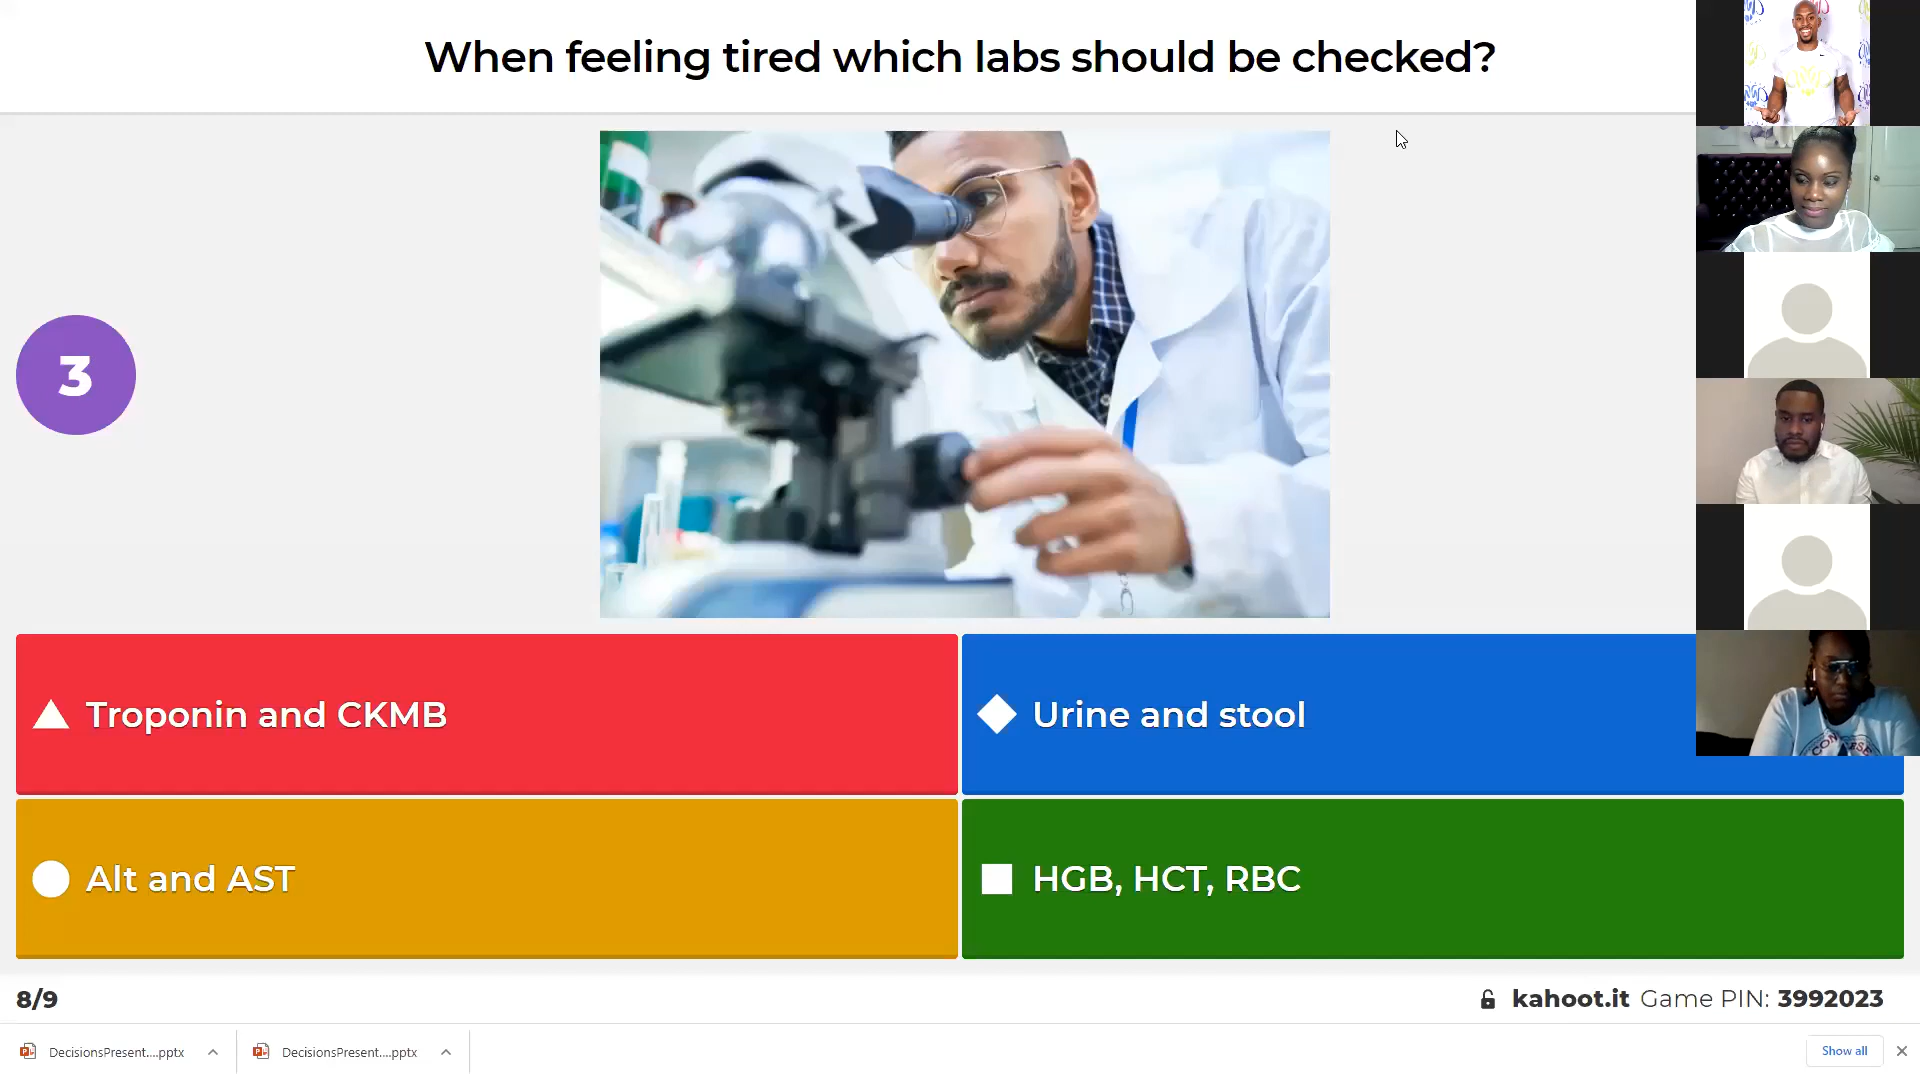 When feeling tired which labs should be checked?
3
Troponin and CKMB
Urine and stool
Alt and AST
HGB, HCT, RBC
8/9
kahoot.it Game PIN: 3992023
DecisionsPresent....pptx
DecisionsPresent....pptx
Show all